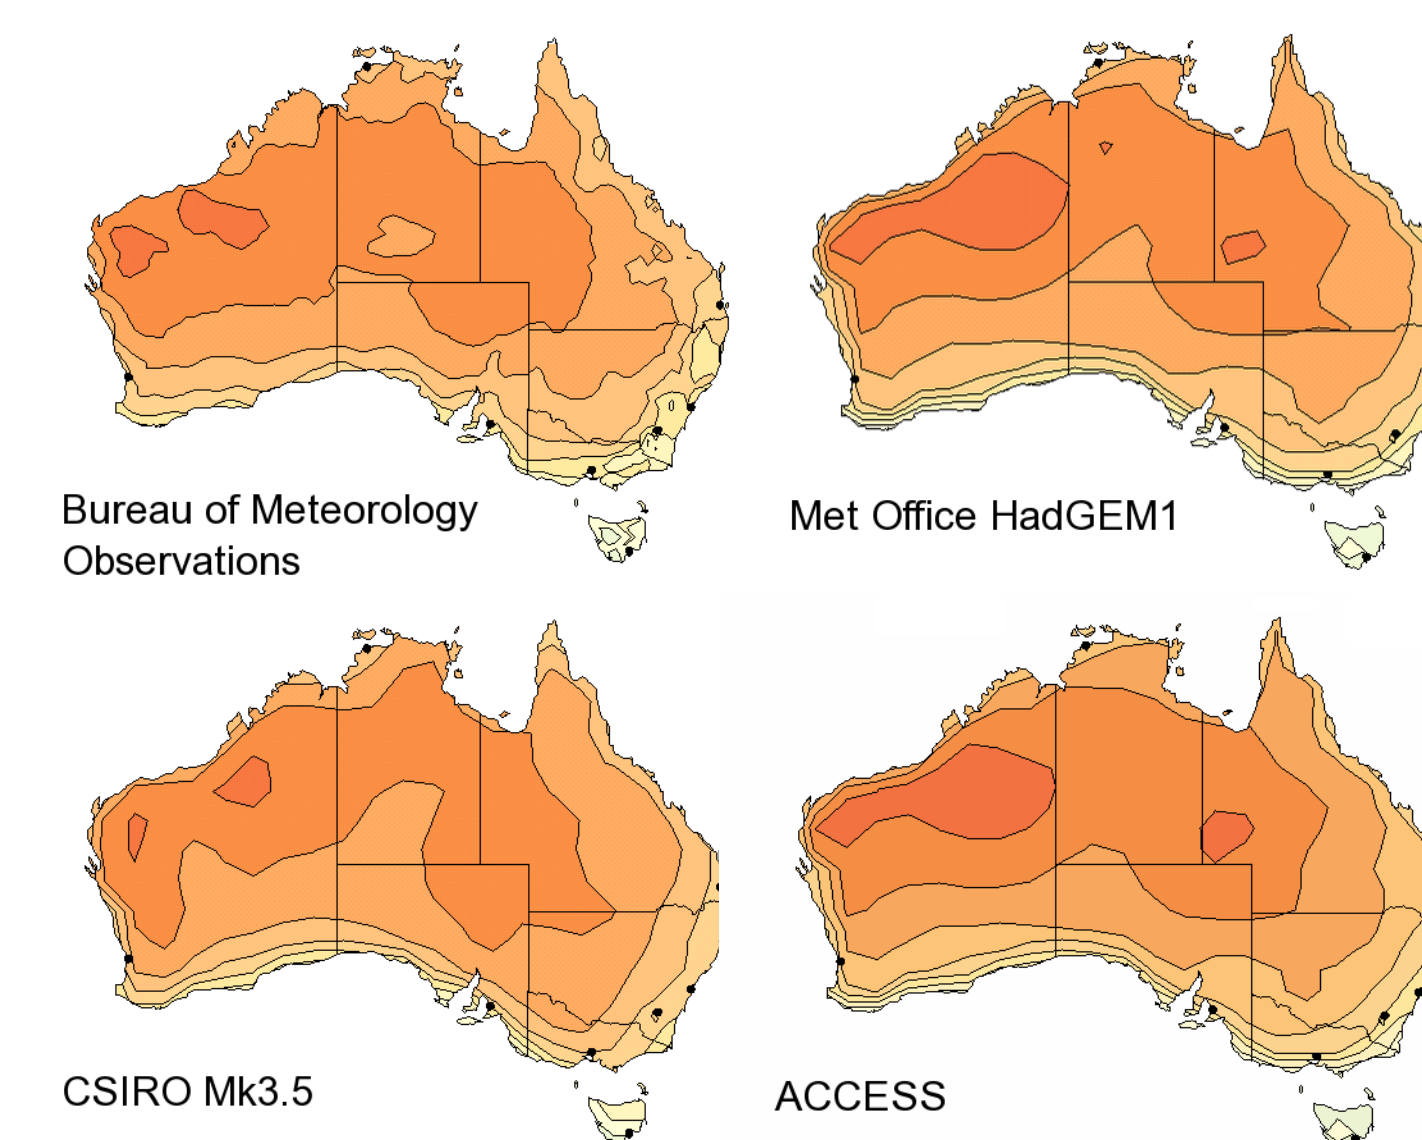 Bureau of Meteorology
Observations
Met Office HadGEM1
CSIRO Mk3.5
ACCESS